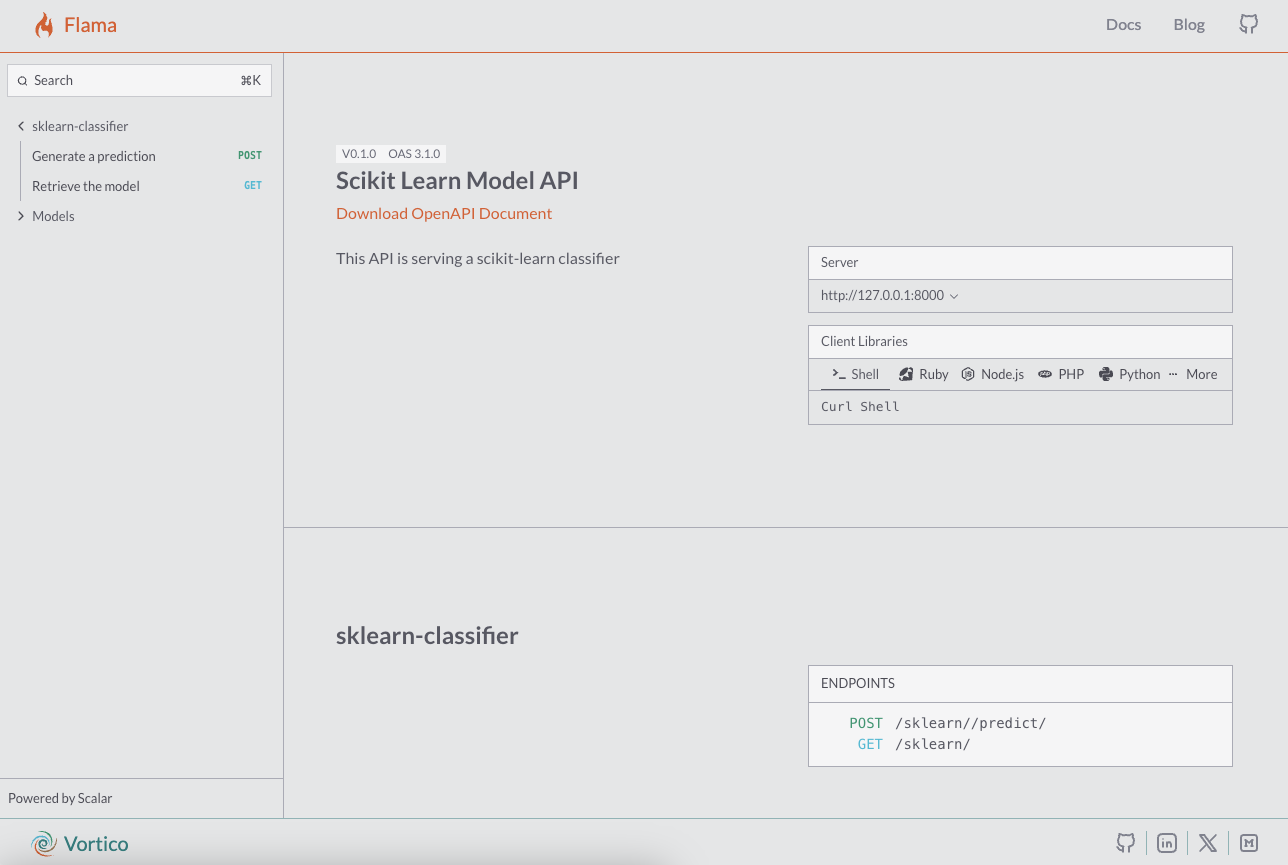 Flama
Docs Blog
Search ⌘K
sklearn-classifier
Generate a prediction POST
Retrieve the model GET
Models
V0.1.0 OAS 3.1.0
Scikit Learn Model API
Download OpenAPI Document
This API is serving a scikit-learn classifier
Server
http://127.0.0.1:8000
Client Libraries
Shell Ruby Node.js PHP Python ··· More
Curl Shell
sklearn-classifier
ENDPOINTS
POST /sklearn//predict/
GET /sklearn/
Powered by Scalar
Vortico